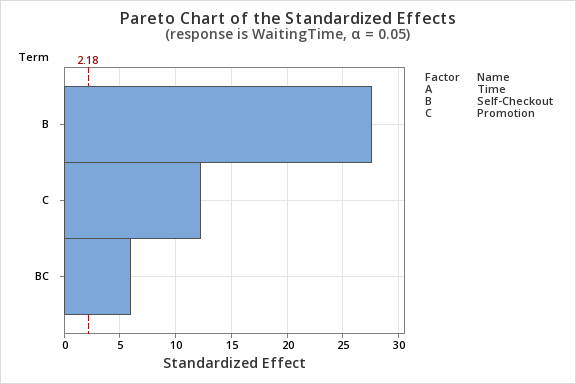 Pareto Chart of the Standardized Effects
(response is WaitingTime, α = 0.05)
Term
2.18
Factor Name
A Time
B Self-Checkout
C Promotion
B
C
BC
0 5 10 15 20 25 30
Standardized Effect